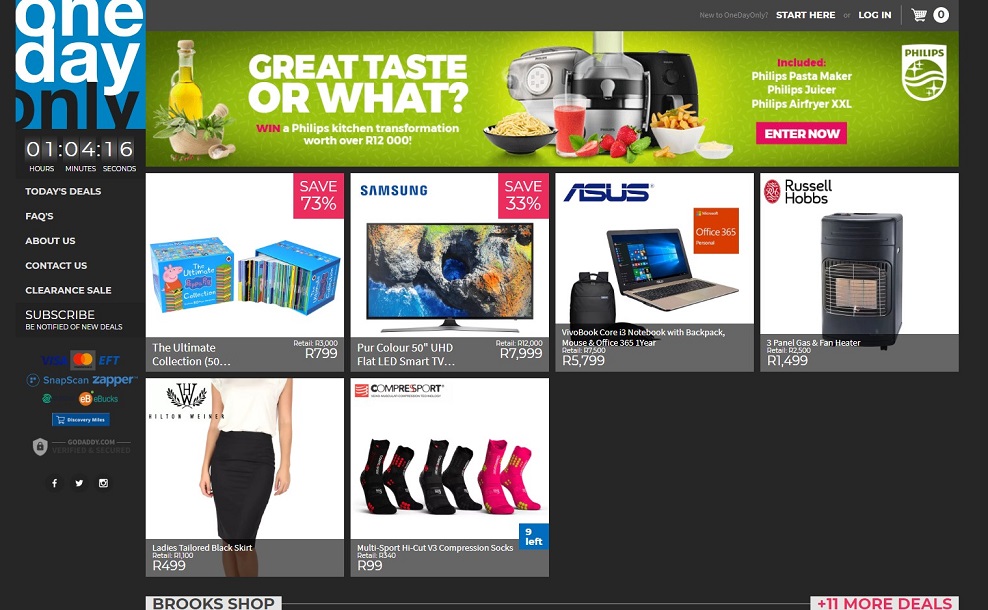 one
day
only
New to OneDayOnly? START HERE or LOG IN 0
01:04:16
HOURS MINUTES SECONDS
TODAY'S DEALS
FAQ'S
ABOUT US
CONTACT US
CLEARANCE SALE
SUBSCRIBE
BE NOTIFIED OF NEW DEALS
VISA EFT
SnapScan zapper
eB eBucks
Discovery Miles
GODADDY.COM
VERIFIED & SECURED
GREAT TASTE
OR WHAT?
WIN a Philips kitchen transformation
worth over R12 000!
Included:
Philips Pasta Maker
Philips Juicer
Philips Airfryer XXL
ENTER NOW
PHILIPS
SAVE
73%
The
Ultimate
Peppa Pig
Collection
The Ultimate
Collection (50...
Retail: R3,000
R799
SAMSUNG
SAVE
33%
Pur Colour 50" UHD
Flat LED Smart TV...
Retail: R12,000
R7,999
ASUS
Microsoft
Office 365
Personal
VivoBook Core i3 Notebook with Backpack,
Mouse & Office 365 1Year
Retail: R7,500
R5,799
Russell
Hobbs
3 Panel Gas & Fan Heater
Retail: R2,500
R1,499
HW
HILTON WEINER
Ladies Tailored Black Skirt
Retail: R1,100
R499
COMPRESSPORT
Multi-Sport Hi-Cut V3 Compression Socks
Retail: R340
R99
9
left
BROOKS SHOP
+11 MORE DEALS